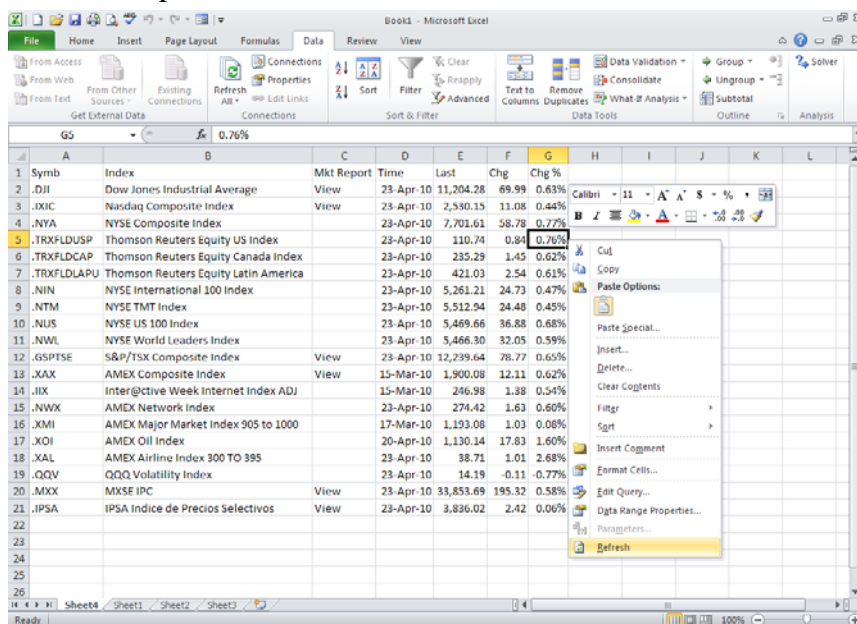 Book1 - Microsoft Excel
File Home Insert Page Layout Formulas Data Review View
From Access
From Web
From Text
From Other Sources
Existing Connections
Get External Data
Refresh All
Connections
Properties
Edit Links
Connections
Sort
Filter
Clear
Reapply
Advanced
Sort & Filter
Text to Columns
Remove Duplicates
Data Validation
Consolidate
What-If Analysis
Data Tools
Group
Ungroup
Subtotal
Outline
Solver
Analysis
G5 fx 0.76%
A B C D E F G H I J K L
1 Symb Index Mkt Report Time Last Chg Chg %
2 .DJI Dow Jones Industrial Average View 23-Apr-10 11,204.28 69.99 0.63%
3 .IXIC Nasdaq Composite Index View 23-Apr-10 2,530.15 11.08 0.44%
4 .NYA NYSE Composite Index 23-Apr-10 7,701.61 58.78 0.77%
5 .TRXFLDUSP Thomson Reuters Equity US Index 23-Apr-10 110.74 0.84 0.76%
6 .TRXFLDCAP Thomson Reuters Equity Canada Index 23-Apr-10 235.29 1.45 0.62%
7 .TRXFLDLAPU Thomson Reuters Equity Latin America 23-Apr-10 421.03 2.54 0.61%
8 .NIN NYSE International 100 Index 23-Apr-10 5,261.21 24.73 0.47%
9 .NTM NYSE TMT Index 23-Apr-10 5,512.94 24.48 0.45%
10 .NUS NYSE US 100 Index 23-Apr-10 5,469.66 36.88 0.68%
11 .NWL NYSE World Leaders Index 23-Apr-10 5,466.30 32.05 0.59%
12 .GSPTSE S&P/TSX Composite Index View 23-Apr-10 12,239.64 78.77 0.65%
13 .XAX AMEX Composite Index View 15-Mar-10 1,900.08 12.11 0.62%
14 .IIX Inter@ctive Week Internet Index ADJ 15-Mar-10 246.98 1.38 0.54%
15 .NWX AMEX Network Index 23-Apr-10 274.42 1.63 0.60%
16 .XMI AMEX Major Market Index 905 to 1000 17-Mar-10 1,193.08 1.03 0.08%
17 .XOI AMEX Oil Index 20-Apr-10 1,130.14 17.83 1.60%
18 .XAL AMEX Airline Index 300 TO 395 23-Apr-10 38.71 1.01 2.68%
19 .QQV QQQ Volatility Index 23-Apr-10 14.19 -0.11 -0.77%
20 .MXX MXSE IPC View 23-Apr-10 33,853.69 195.32 0.58%
21 .IPSA IPSA Indice de Precios Selectivos View 23-Apr-10 3,836.02 2.42 0.06%
22
23
24
25
26
Calibri 11 A A $ % ,
B I A
Cut
Copy
Paste Options:
Paste Special...
Insert...
Delete...
Clear Contents
Filter
Sort
Insert Comment
Format Cells...
Edit Query...
Data Range Properties...
Parameters...
Refresh
Sheet4 Sheet1 Sheet2 Sheet3
Ready 100%